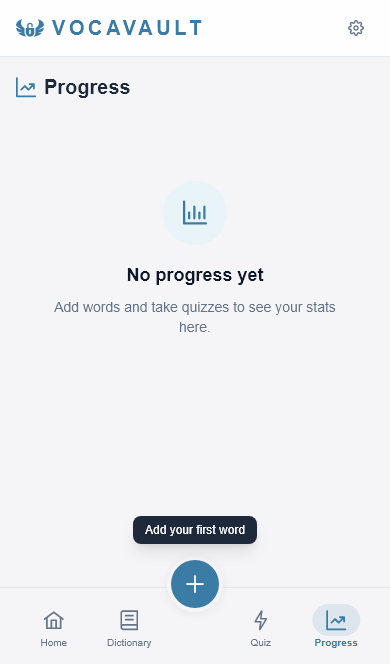 VOCAVAULT
Progress
No progress yet
Add words and take quizzes to see your stats
here.
Add your first word
Home
Dictionary
Quiz
Progress